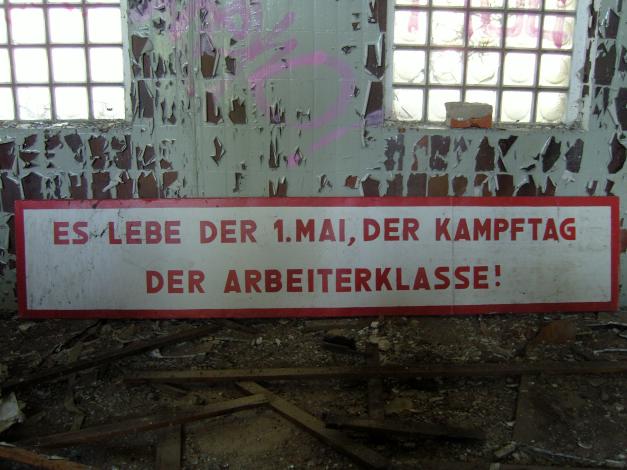 ES LEBE DER 1.MAI, DER KAMPFTAG
DER ARBEITERKLASSE!